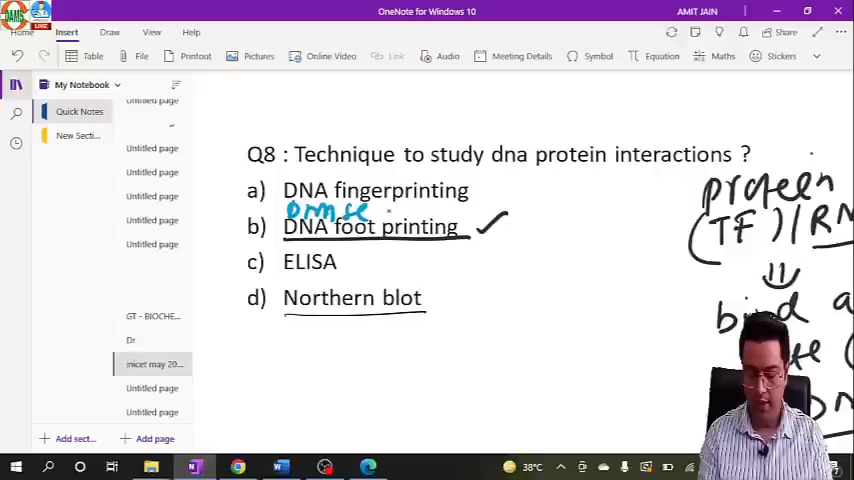 DAMS
LIVE
OneNote for Windows 10
AMIT JAIN
Home Insert Draw View Help
Share
Table File Printout Pictures Online Video Link Audio Meeting Details Symbol Equation Maths Stickers
My Notebook
Quick Notes
New Secti...
Untitled page
Untitled page
Untitled page
Untitled page
Untitled page
Untitled page
GT - BIOCHE...
Dr
inicet may 20...
Untitled page
Untitled page
Add sect...
Add page
Q8 : Technique to study dna protein interactions ?
a) DNA fingerprinting
b) DNA foot printing
c) ELISA
d) Northern blot
protein
(TF)/RN
bind a
38°C